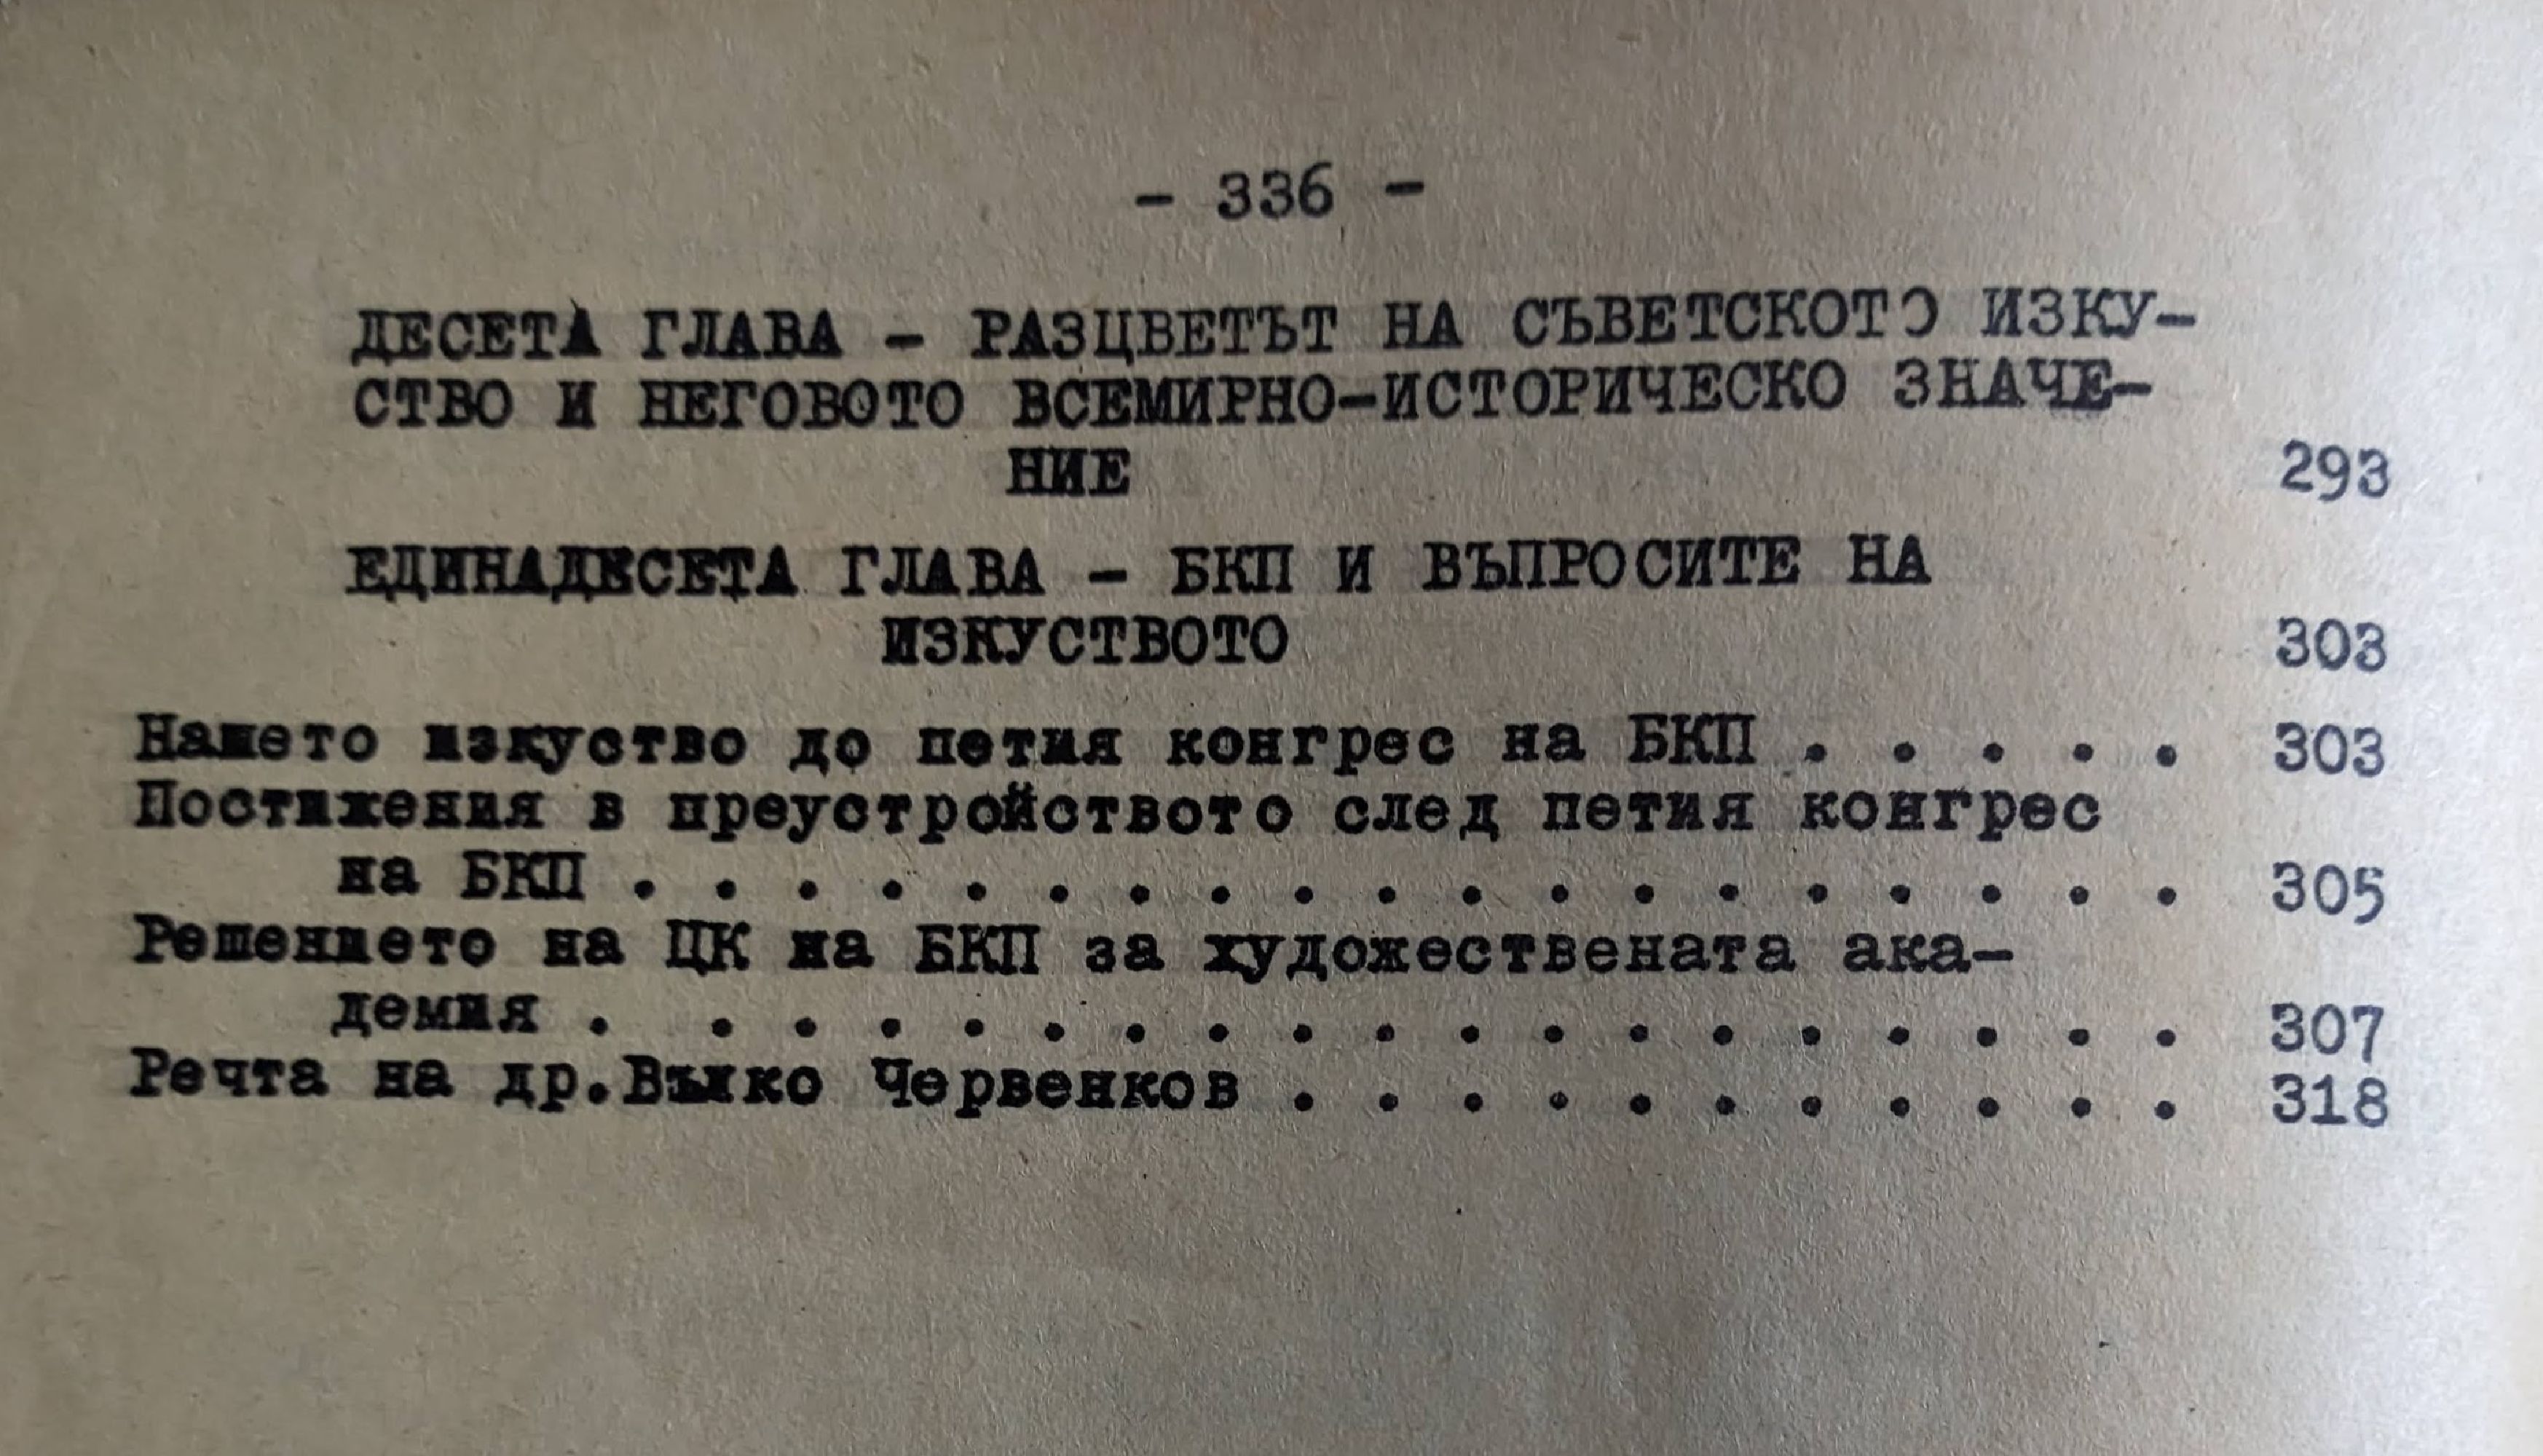 - 336 -
ДЕСЕТА ГЛАВА - РАЗЦВЕТЪТ НА СЪВЕТСКОТО ИЗКУ-
СТВО И НЕГОВОТО ВСЕМИРНО-ИСТОРИЧЕСКО ЗНАЧЕ-
НИЕ 293
ЕДИНАДЕСЕТА ГЛАВА - БКП И ВЪПРОСИТЕ НА
ИЗКУСТВОТО 303
Нашето изкуство до петия конгрес на БКП . . . . . 303
Постижения в преустройството след петия конгрес
на БКП . . . . . . . . . . . . . . . . . . . 305
Решението на ЦК на БКП за художествената ака-
демия . . . . . . . . . . . . . . . . . . . 307
Речта на др.Вълко Червенков . . . . . . . . . . . 318